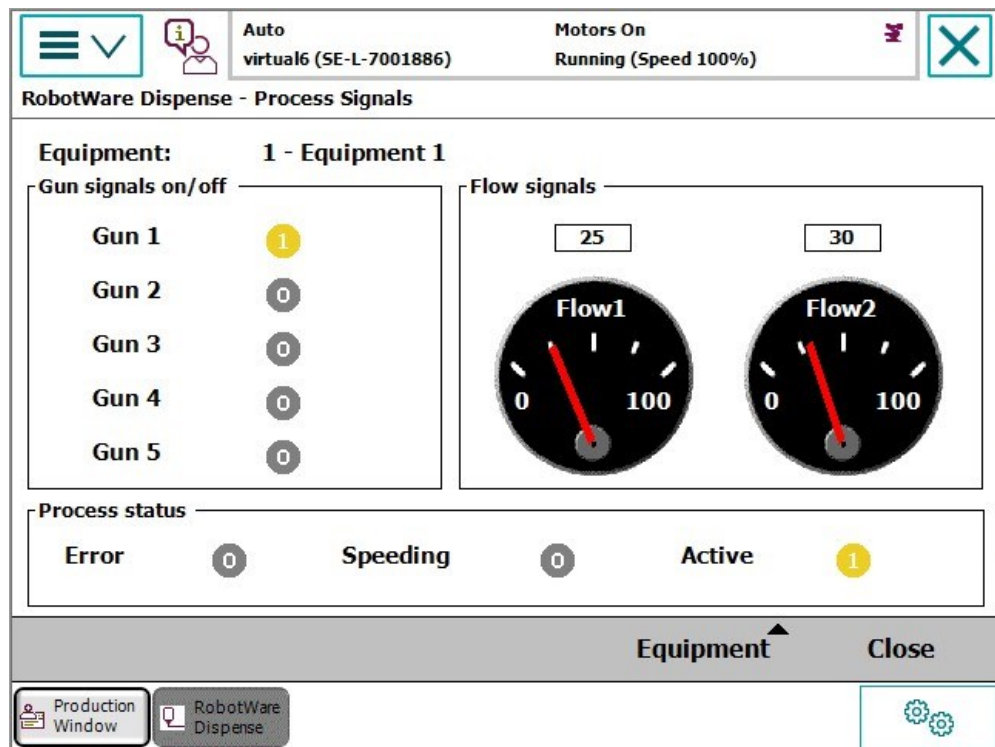 Auto
virtual6 (SE-L-7001886)
Motors On
Running (Speed 100%)
RobotWare Dispense - Process Signals
Equipment: 1 - Equipment 1
Gun signals on/off
Gun 1 1
Gun 2 0
Gun 3 0
Gun 4 0
Gun 5 0
Flow signals
25 30
Flow1 Flow2
0 100 0 100
Process status
Error 0 Speeding 0 Active 1
Equipment Close
Production
Window
RobotWare
Dispense